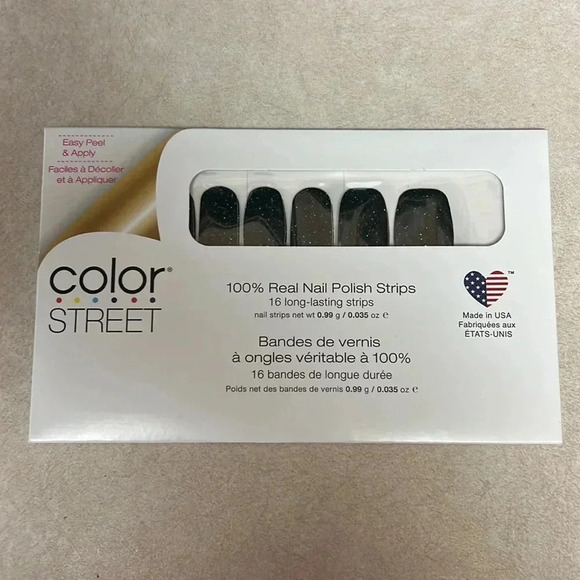 Easy Peel
& Apply
Faciles à Décoller
et à Appliquer
color®
STREET
100% Real Nail Polish Strips
16 long-lasting strips
nail strips net wt 0.99 g / 0.035 oz ℮
Bandes de vernis
à ongles véritable à 100%
16 bandes de longue durée
Poids net des bandes de vernis 0.99 g / 0.035 oz ℮
TM
Made in USA
Fabriquées aux
ÉTATS-UNIS